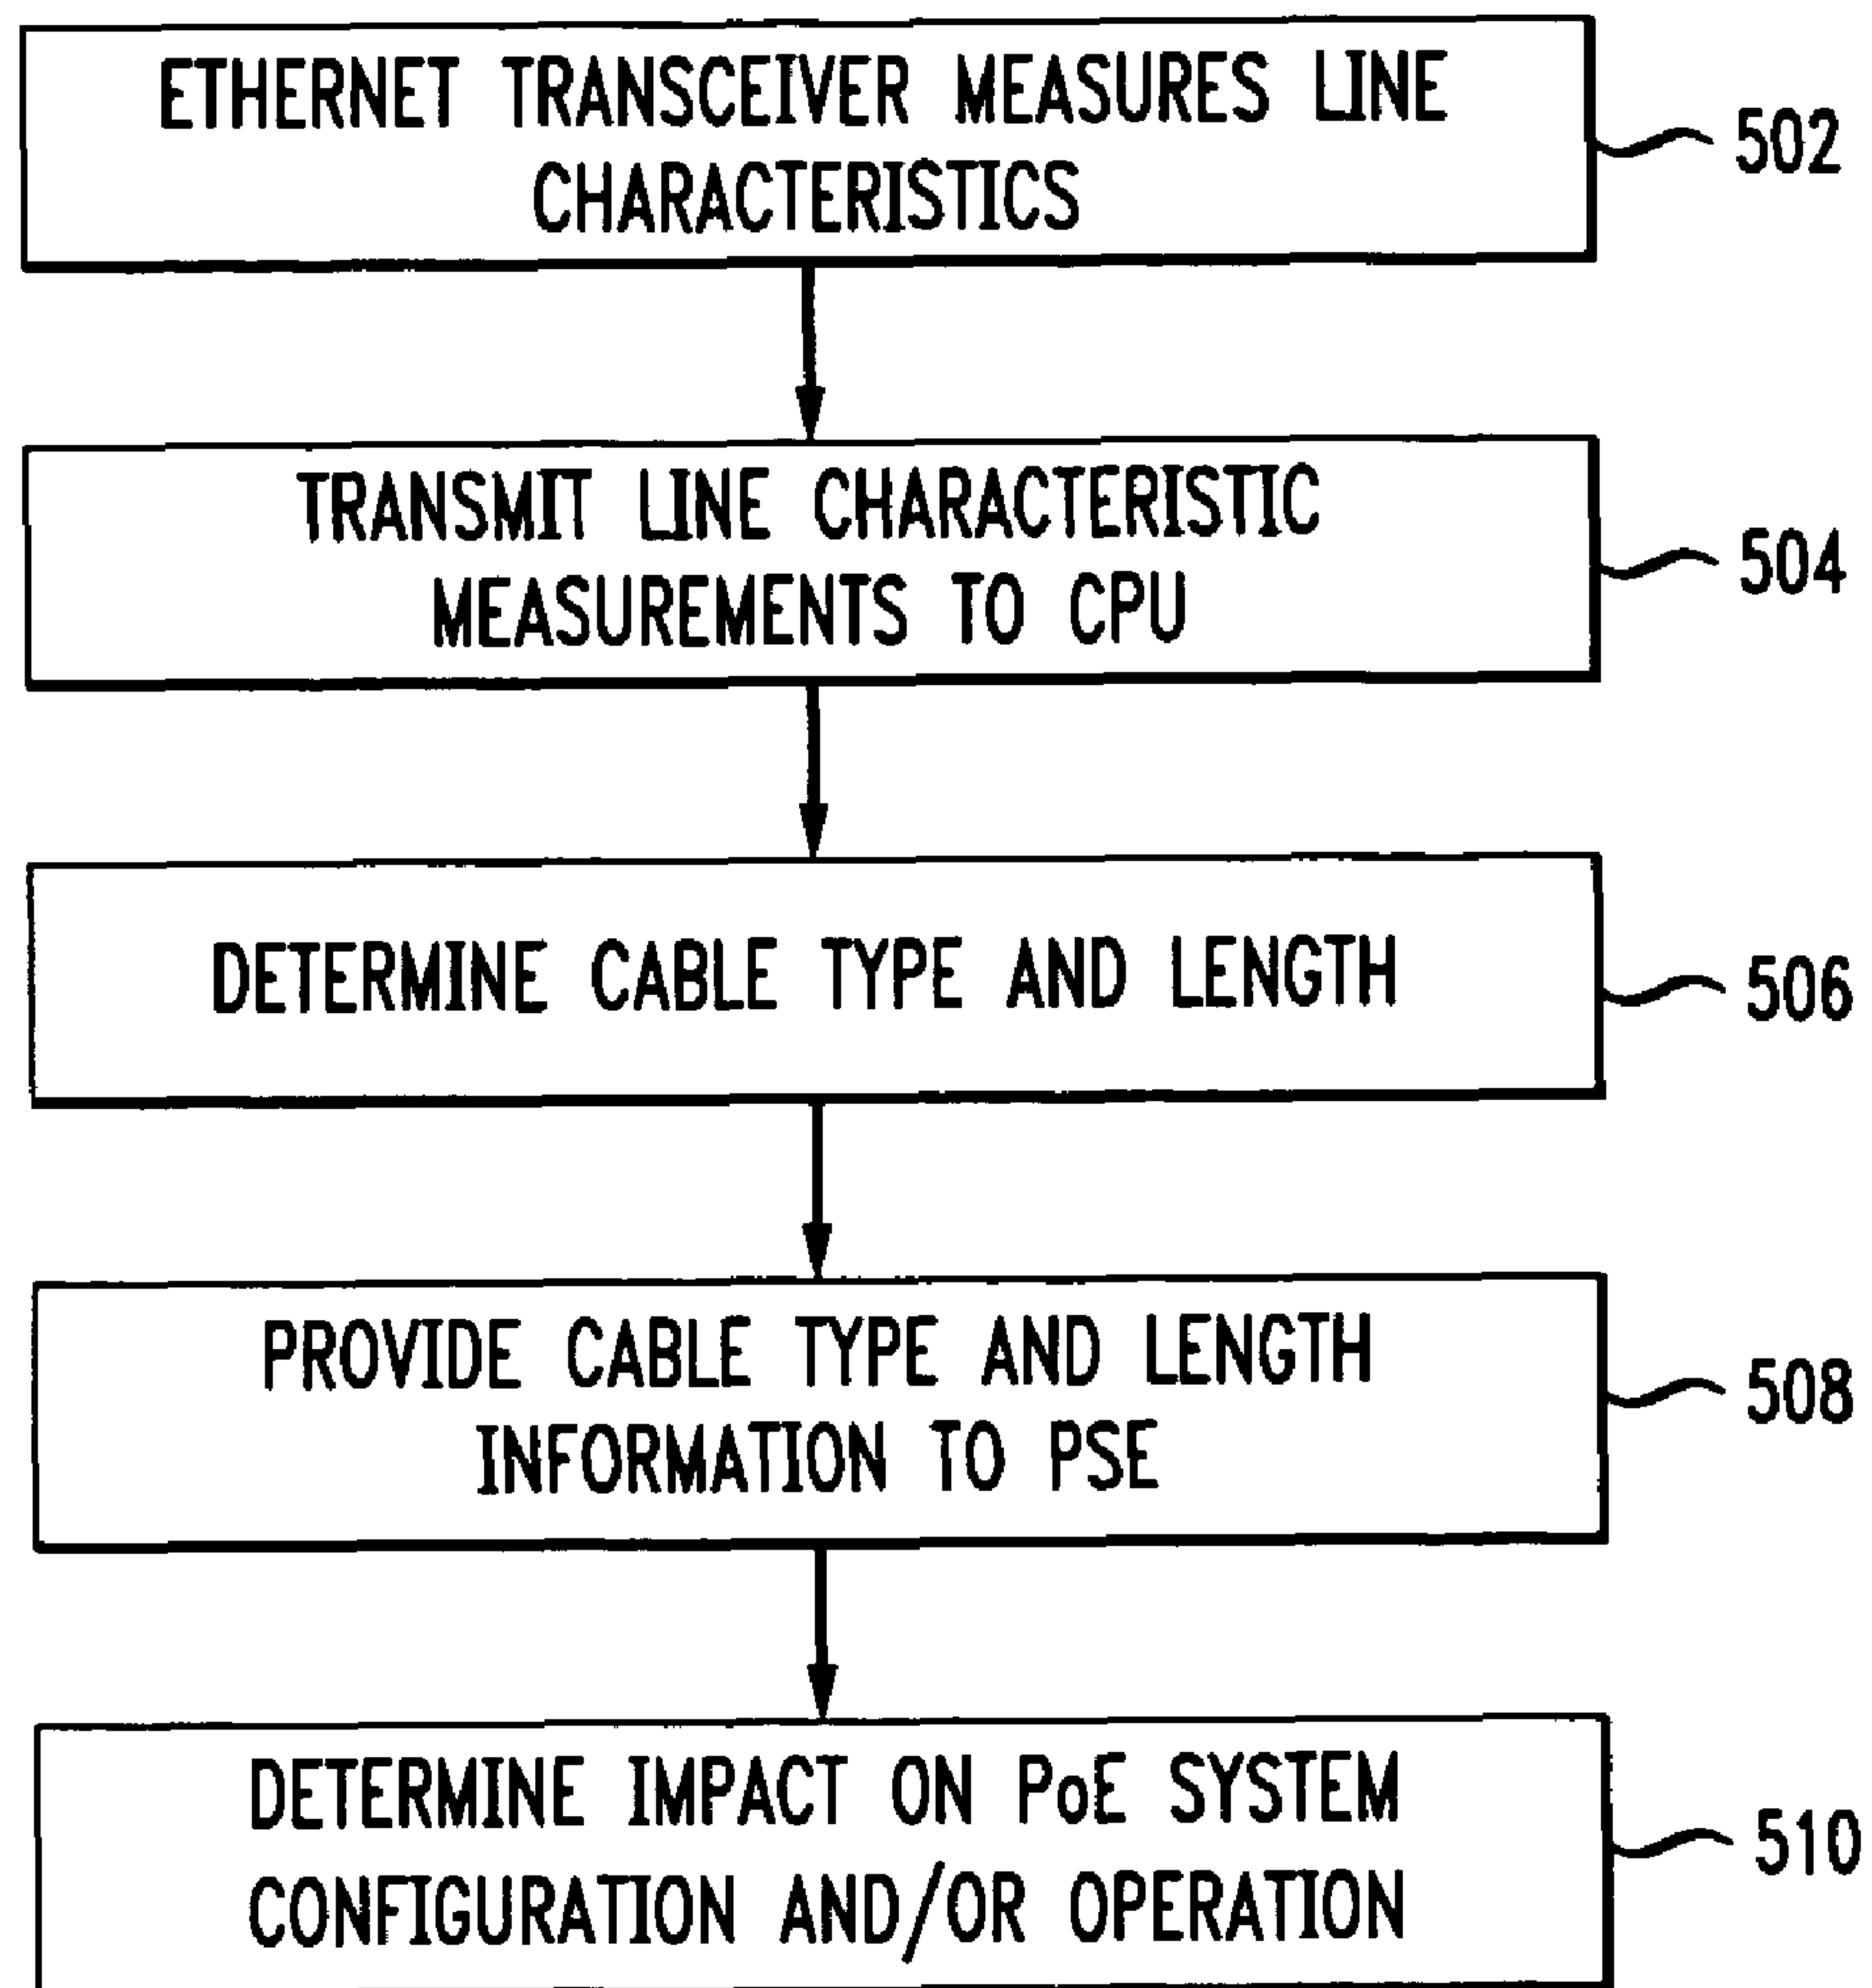 ETHERNET TRANSCEIVER MEASURES LINE
CHARACTERISTICS
502
TRANSMIT LINE CHARACTERISTIC
MEASUREMENTS TO CPU
504
DETERMINE CABLE TYPE AND LENGTH
506
PROVIDE CABLE TYPE AND LENGTH
INFORMATION TO PSE
508
DETERMINE IMPACT ON PoE SYSTEM
CONFIGURATION AND/OR OPERATION
510